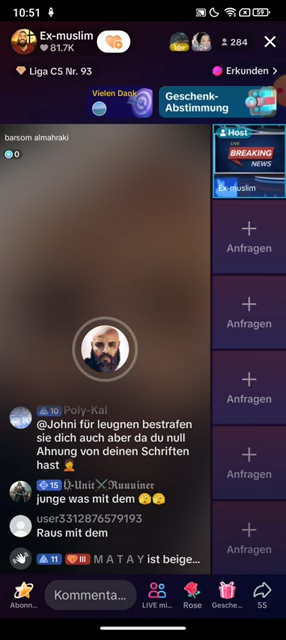 10:51
59
Ex-muslim
81.7K
284
Liga C5 Nr. 93
Erkunden >
Vielen Dank
Geschenk-
Abstimmung
barsom almahraki
0
Host
LIVE
BREAKING
NEWS
Ex-muslim
+
Anfragen
+
Anfragen
+
Anfragen
+
Anfragen
+
Anfragen
10 Poly-Kal
@Johni für leugnen bestrafen
sie dich auch aber da du null
Ahnung von deinen Schriften
hast 🤦
15
junge was mit dem 🫣🫣
user3312876579193
Raus mit dem
11 III M A T A Y ist beige...
Abonn...
Kommenta...
LIVE mi...
Rose
Gesche...
55